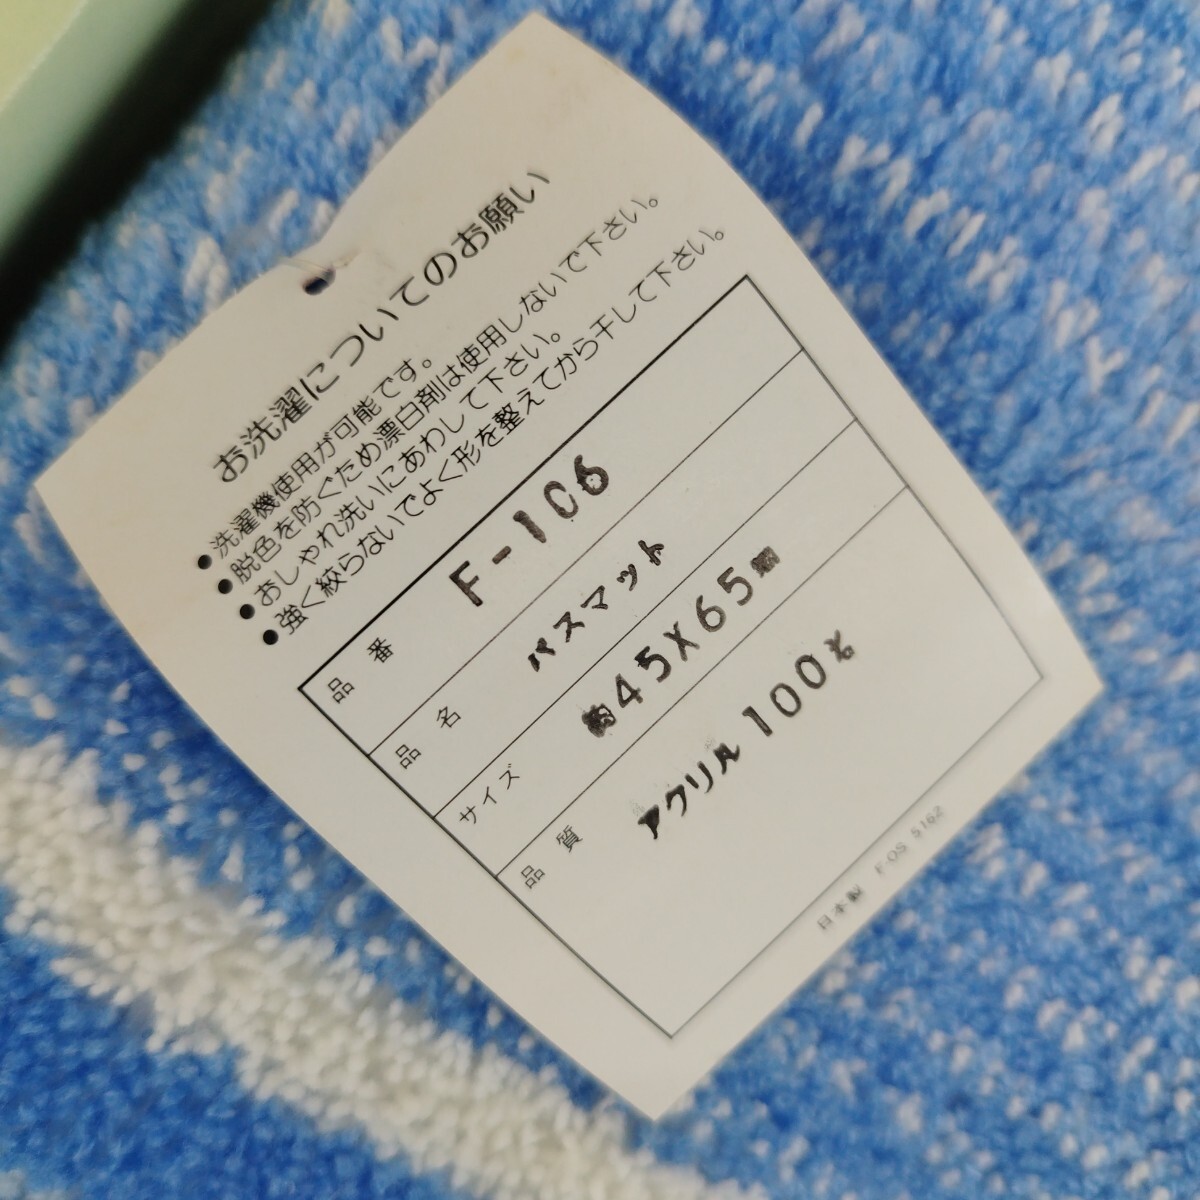 お洗濯についてのお願い
●洗濯機使用が可能です。
●脱色を防ぐため漂白剤は使用しないで下さい。
●おしゃれ洗いにあわして下さい。
●強く絞らないでよく形を整えてから干して下さい。
品番 F-106
品名 バスマット
サイズ 約45X65㎝
品質 アクリル100%
日本製 F-OS 5162